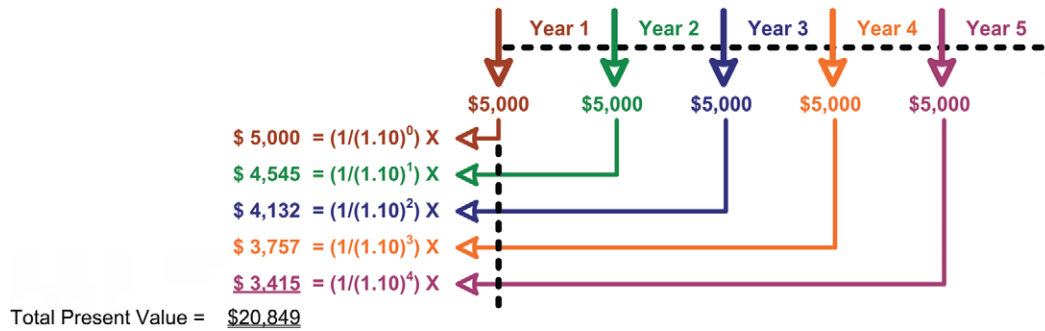 Year 1 Year 2 Year 3 Year 4 Year 5
$5,000 $5,000 $5,000 $5,000 $5,000
$ 5,000 = (1/(1.10)⁰) X
$ 4,545 = (1/(1.10)¹) X
$ 4,132 = (1/(1.10)²) X
$ 3,757 = (1/(1.10)³) X
$ 3,415 = (1/(1.10)⁴) X
Total Present Value = $20,849